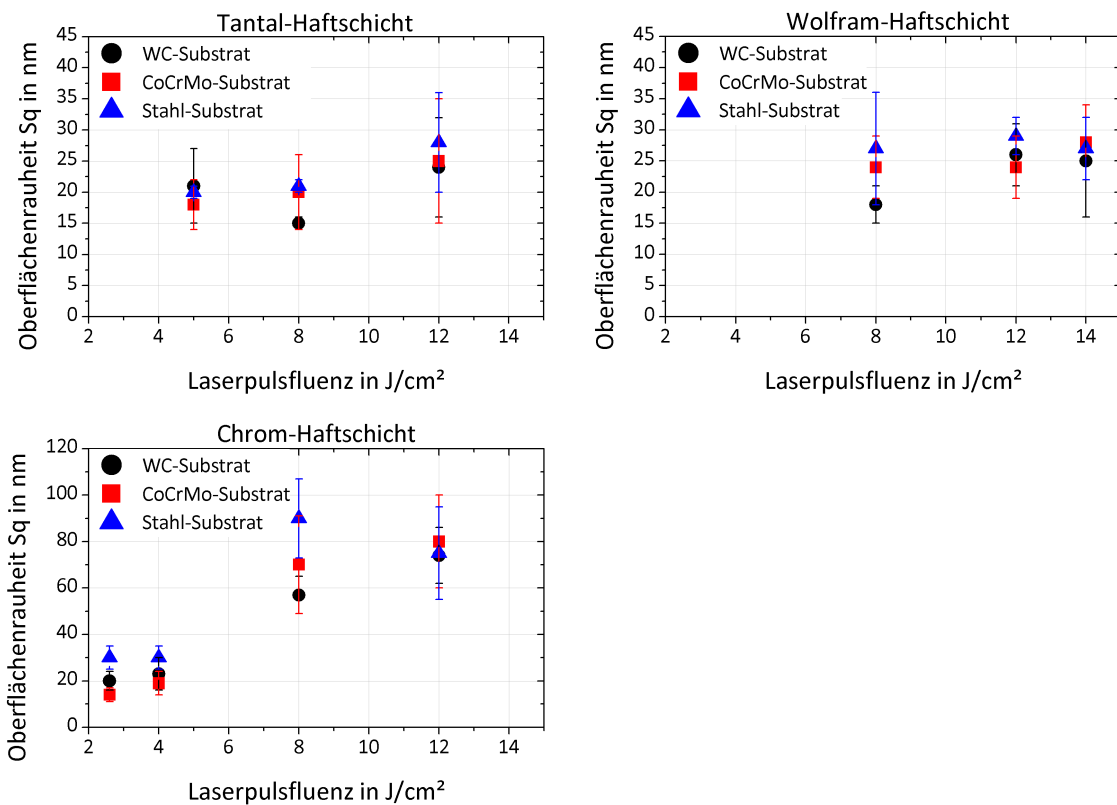 Tantal-Haftschicht
45
40
35
30
25
20
15
10
5
0
WC-Substrat
CoCrMo-Substrat
Stahl-Substrat
Oberflächenrauheit Sq in nm
2 4 6 8 10 12 14
Laserpulsfluenz in J/cm²
Wolfram-Haftschicht
45
40
35
30
25
20
15
10
5
0
WC-Substrat
CoCrMo-Substrat
Stahl-Substrat
Oberflächenrauheit Sq in nm
2 4 6 8 10 12 14
Laserpulsfluenz in J/cm²
Chrom-Haftschicht
120
100
80
60
40
20
0
WC-Substrat
CoCrMo-Substrat
Stahl-Substrat
Oberflächenrauheit Sq in nm
2 4 6 8 10 12 14
Laserpulsfluenz in J/cm²